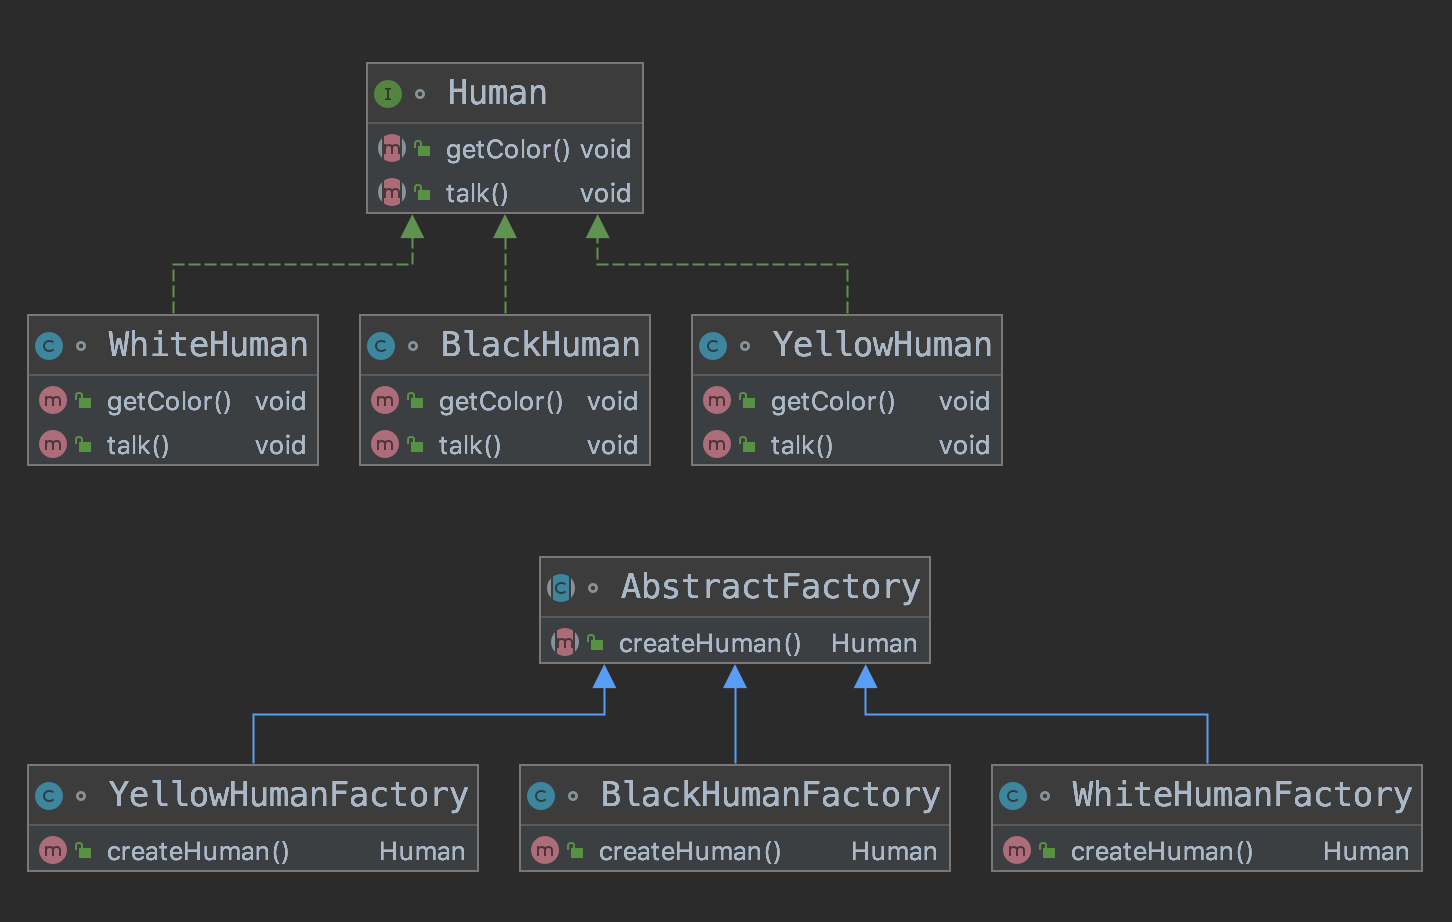 I Human
m getColor() void
m talk() void
C WhiteHuman C BlackHuman C YellowHuman
m getColor() void m getColor() void m getColor() void
m talk() void m talk() void m talk() void
C AbstractFactory
m createHuman() Human
C YellowHumanFactory C BlackHumanFactory C WhiteHumanFactory
m createHuman() Human m createHuman() Human m createHuman() Human